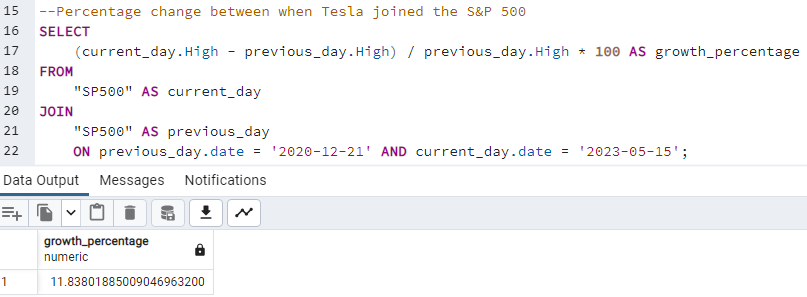 15 --Percentage change between when Tesla joined the S&P 500
16 SELECT
17 (current_day.High - previous_day.High) / previous_day.High * 100 AS growth_percentage
18 FROM
19 "SP500" AS current_day
20 JOIN
21 "SP500" AS previous_day
22 ON previous_day.date = '2020-12-21' AND current_day.date = '2023-05-15';
Data Output Messages Notifications
growth_percentage
numeric
1 11.83801885009046963200